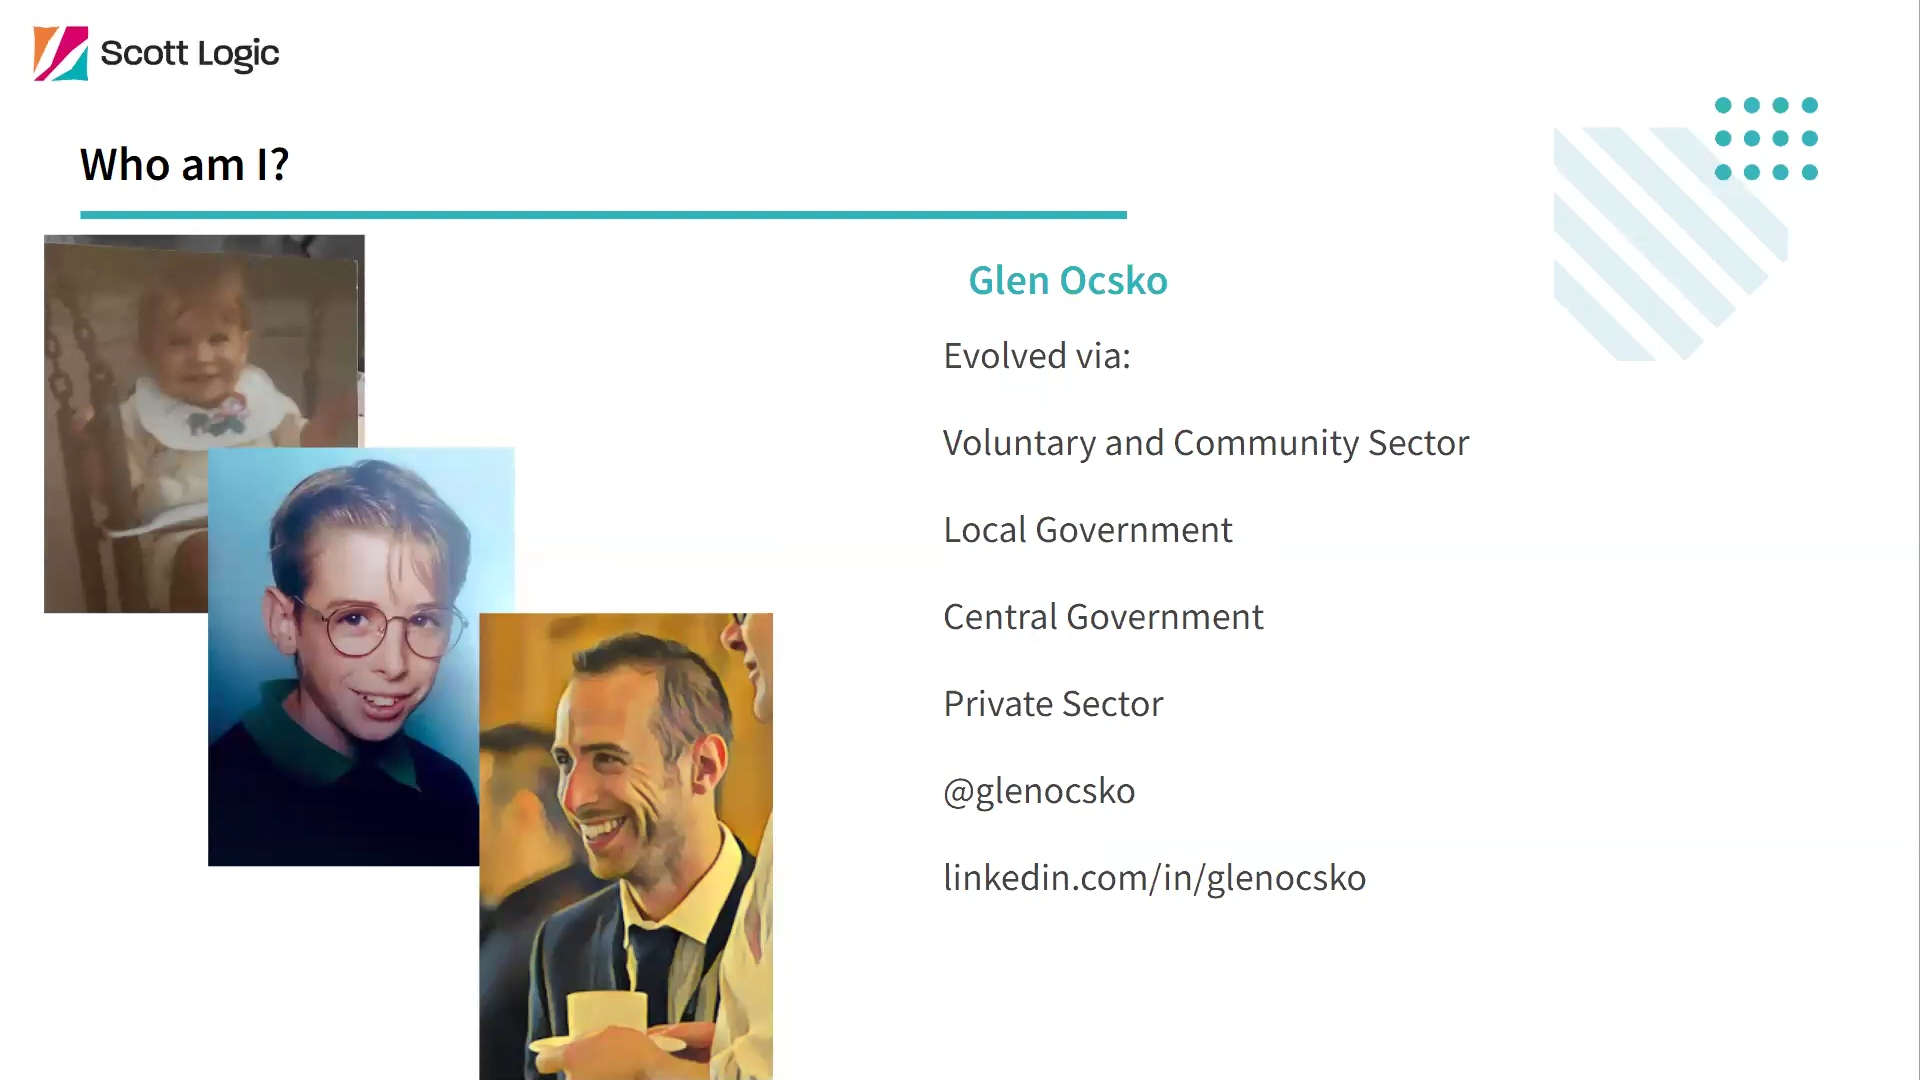 Scott Logic
Who am I?
Glen Ocsko
Evolved via:
Voluntary and Community Sector
Local Government
Central Government
Private Sector
@glenocsko
linkedin.com/in/glenocsko